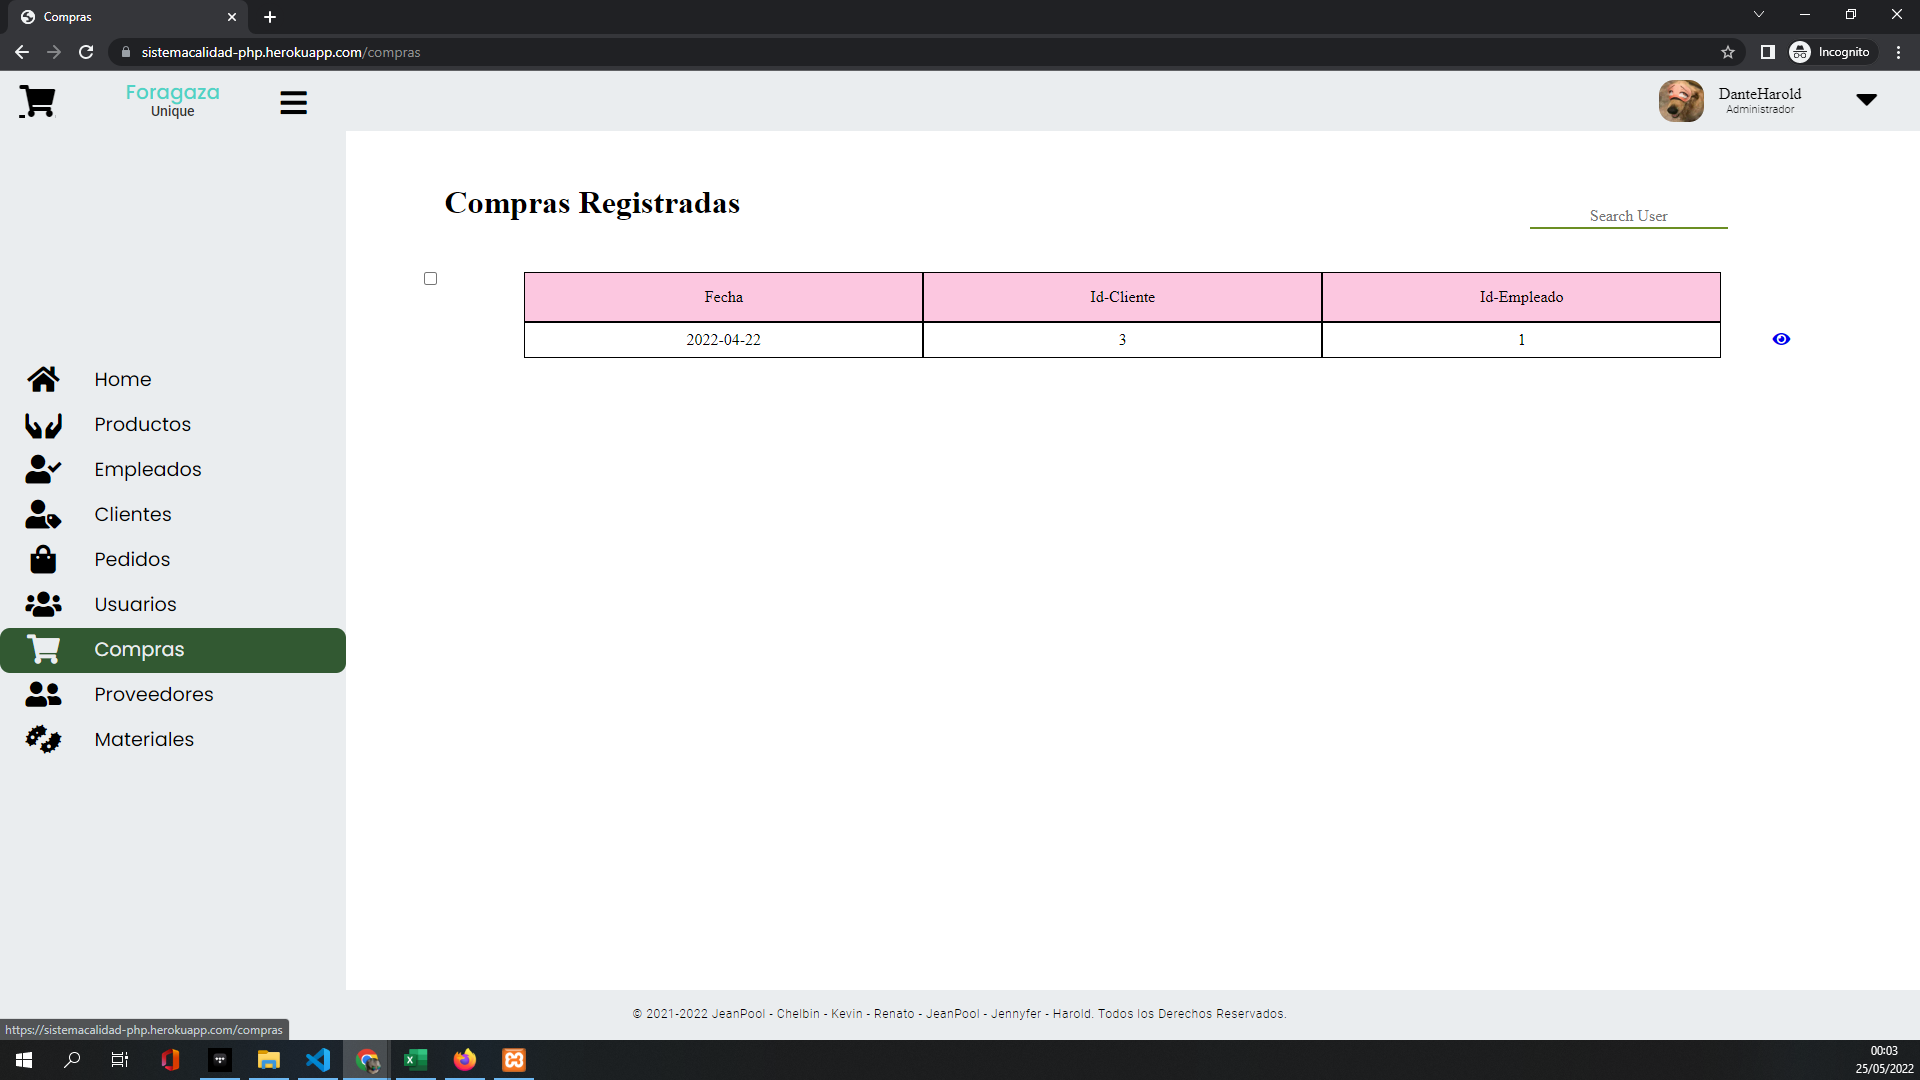 Compras
sistemacalidad-php.herokuapp.com/compras
Incognito
Foragaza
Unique
DanteHarold
Administrador
Compras Registradas
Search User
Fecha Id-Cliente Id-Empleado
2022-04-22 3 1
Home
Productos
Empleados
Clientes
Pedidos
Usuarios
Compras
Proveedores
Materiales
© 2021-2022 JeanPool - Chelbin - Kevin - Renato - JeanPool - Jennyfer - Harold. Todos los Derechos Reservados.
https://sistemacalidad-php.herokuapp.com/compras
00:03
25/05/2022